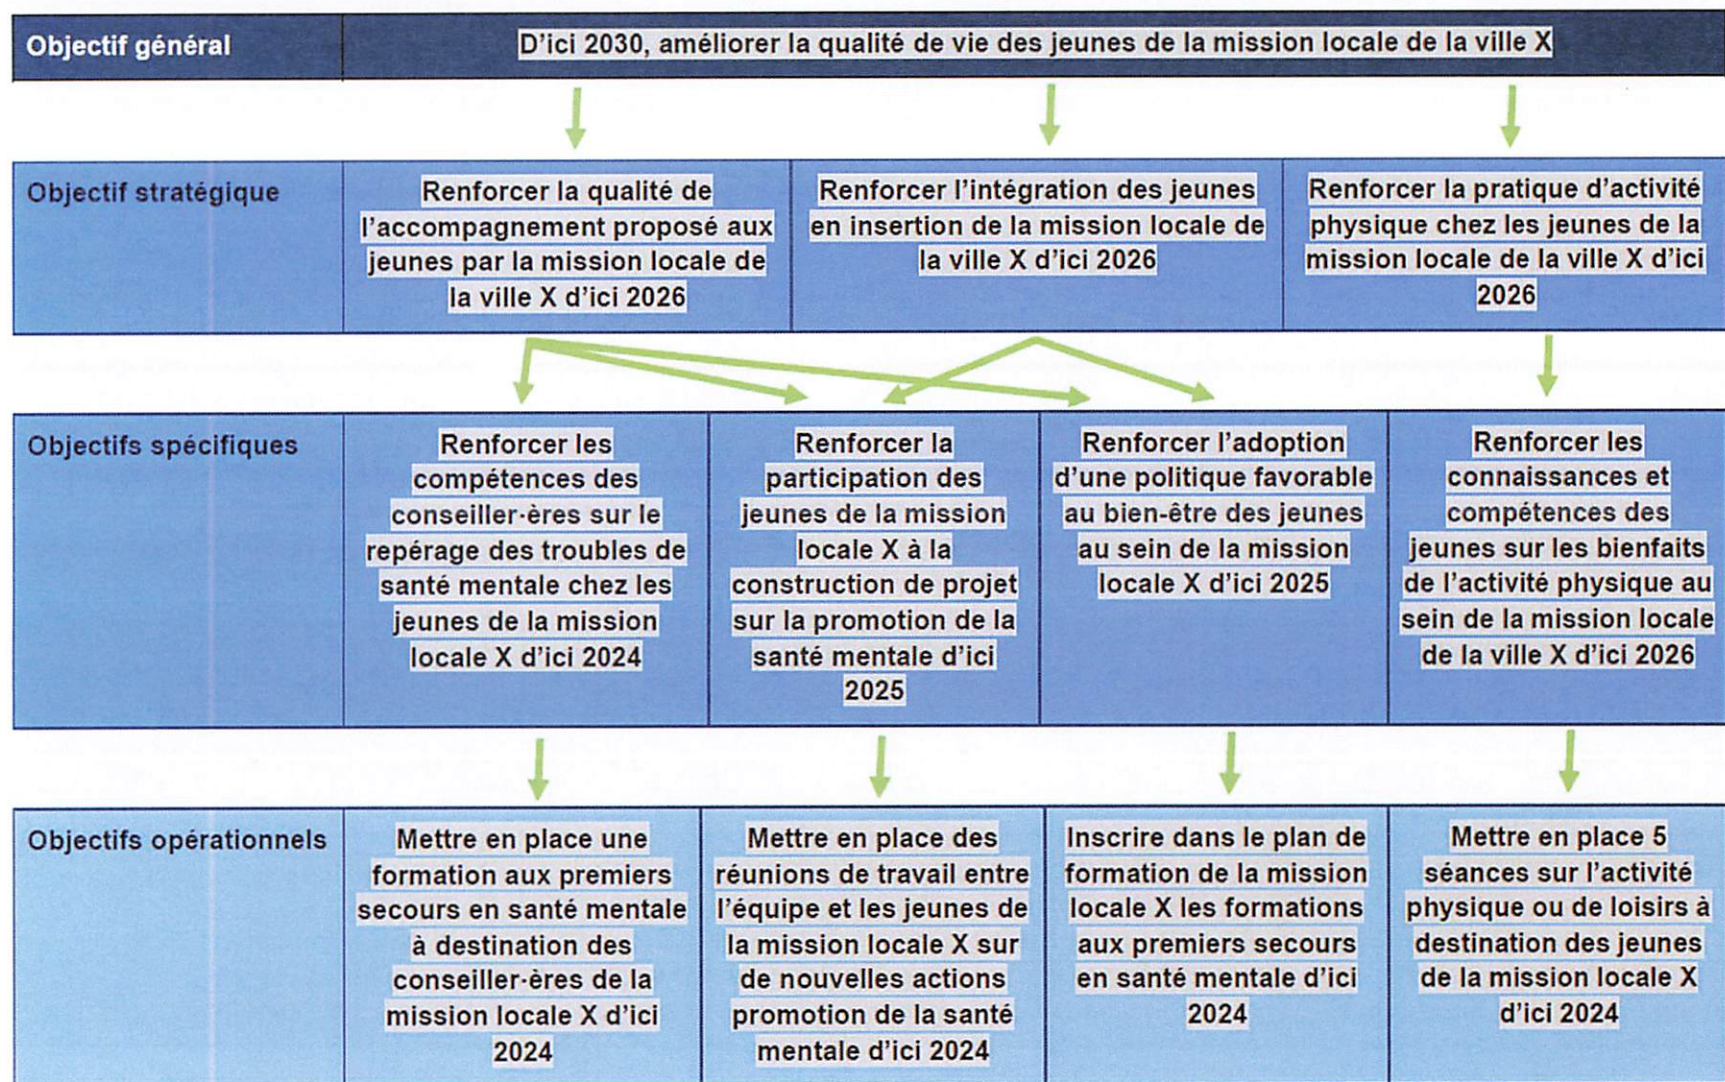 Objectif général
D'ici 2030, améliorer la qualité de vie des jeunes de la mission locale de la ville X
Objectif stratégique
Renforcer la qualité de
l'accompagnement proposé aux
jeunes par la mission locale de
la ville X d'ici 2026
Renforcer l'intégration des jeunes
en insertion de la mission locale de
la ville X d'ici 2026
Renforcer la pratique d'activité
physique chez les jeunes de la
mission locale de la ville X d'ici
2026
Objectifs spécifiques
Renforcer les
compétences des
conseiller·ères sur le
repérage des troubles de
santé mentale chez les
jeunes de la mission
locale X d'ici 2024
Renforcer la
participation des
jeunes de la mission
locale X à la
construction de projet
sur la promotion de la
santé mentale d'ici
2025
Renforcer l'adoption
d'une politique favorable
au bien-être des jeunes
au sein de la mission
locale X d'ici 2025
Renforcer les
connaissances et
compétences des
jeunes sur les bienfaits
de l'activité physique au
sein de la mission locale
de la ville X d'ici 2026
Objectifs opérationnels
Mettre en place une
formation aux premiers
secours en santé mentale
à destination des
conseiller·ères de la
mission locale X d'ici
2024
Mettre en place des
réunions de travail entre
l'équipe et les jeunes de
la mission locale X sur
de nouvelles actions
promotion de la santé
mentale d'ici 2024
Inscrire dans le plan de
formation de la mission
locale X les formations
aux premiers secours
en santé mentale d'ici
2024
Mettre en place 5
séances sur l'activité
physique ou de loisirs à
destination des jeunes
de la mission locale X
d'ici 2024